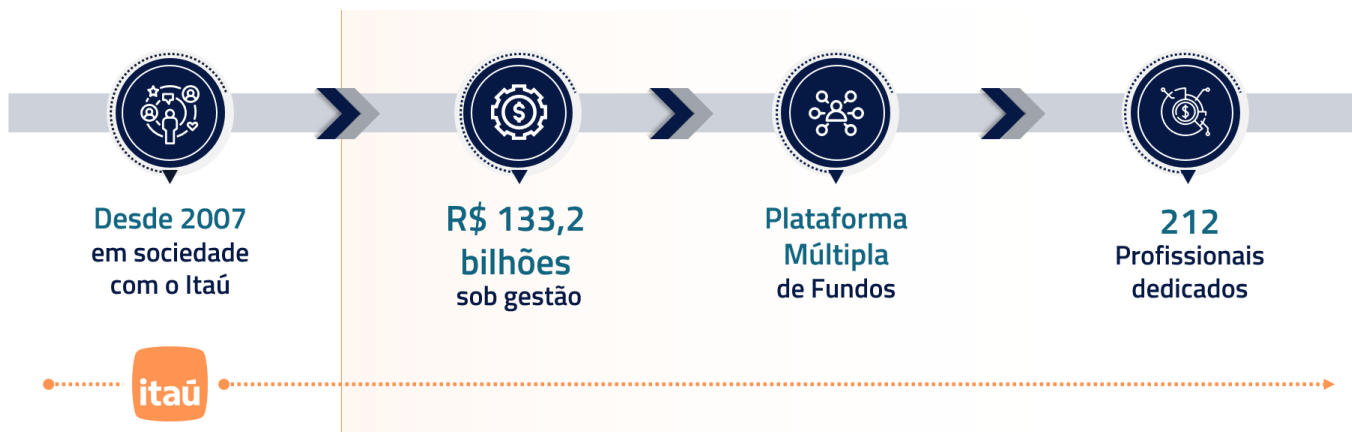 Desde 2007
em sociedade
com o Itaú
R$ 133,2
bilhões
sob gestão
Plataforma
Múltipla
de Fundos
212
Profissionais
dedicados
itaú